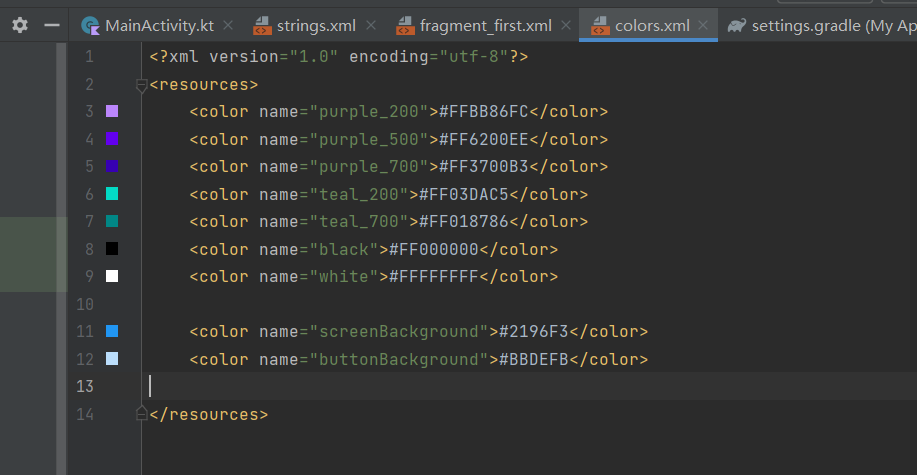 MainActivity.kt strings.xml fragment_first.xml colors.xml settings.gradle (My Ap
1 <?xml version="1.0" encoding="utf-8"?>
2 <resources>
3 <color name="purple_200">#FFBB86FC</color>
4 <color name="purple_500">#FF6200EE</color>
5 <color name="purple_700">#FF3700B3</color>
6 <color name="teal_200">#FF03DAC5</color>
7 <color name="teal_700">#FF018786</color>
8 <color name="black">#FF000000</color>
9 <color name="white">#FFFFFFFF</color>
10
11 <color name="screenBackground">#2196F3</color>
12 <color name="buttonBackground">#BBDEFB</color>
13
14 </resources>